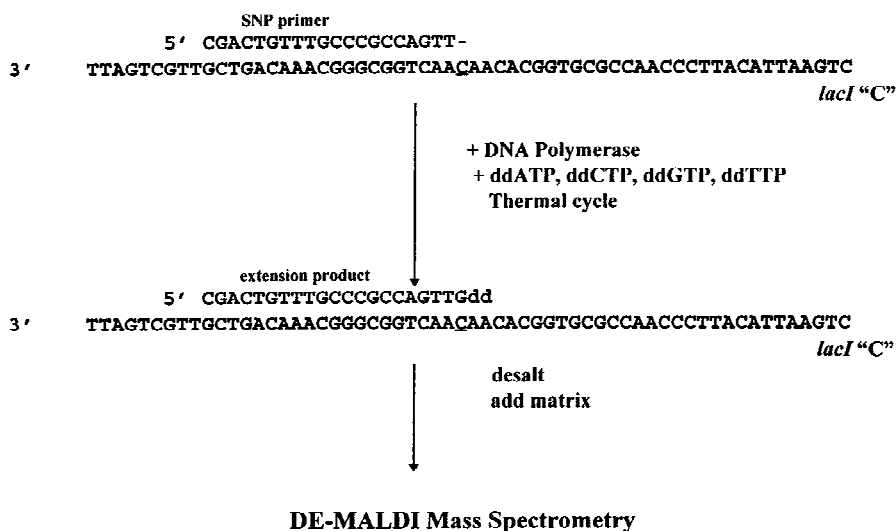 SNP primer
5′ CGACTGTTTGCCCGCCAGTT-
3′ TTAGTCGTTGCTGACAAACGGGCGGTCAACAACACGGTGCGCCAACCCTTACATTAAGTC
lacI “C”
+ DNA Polymerase
+ ddATP, ddCTP, ddGTP, ddTTP
Thermal cycle
extension product
5′ CGACTGTTTGCCCGCCAGTTGdd
3′ TTAGTCGTTGCTGACAAACGGGCGGTCAACAACACGGTGCGCCAACCCTTACATTAAGTC
lacI “C”
desalt
add matrix
DE-MALDI Mass Spectrometry